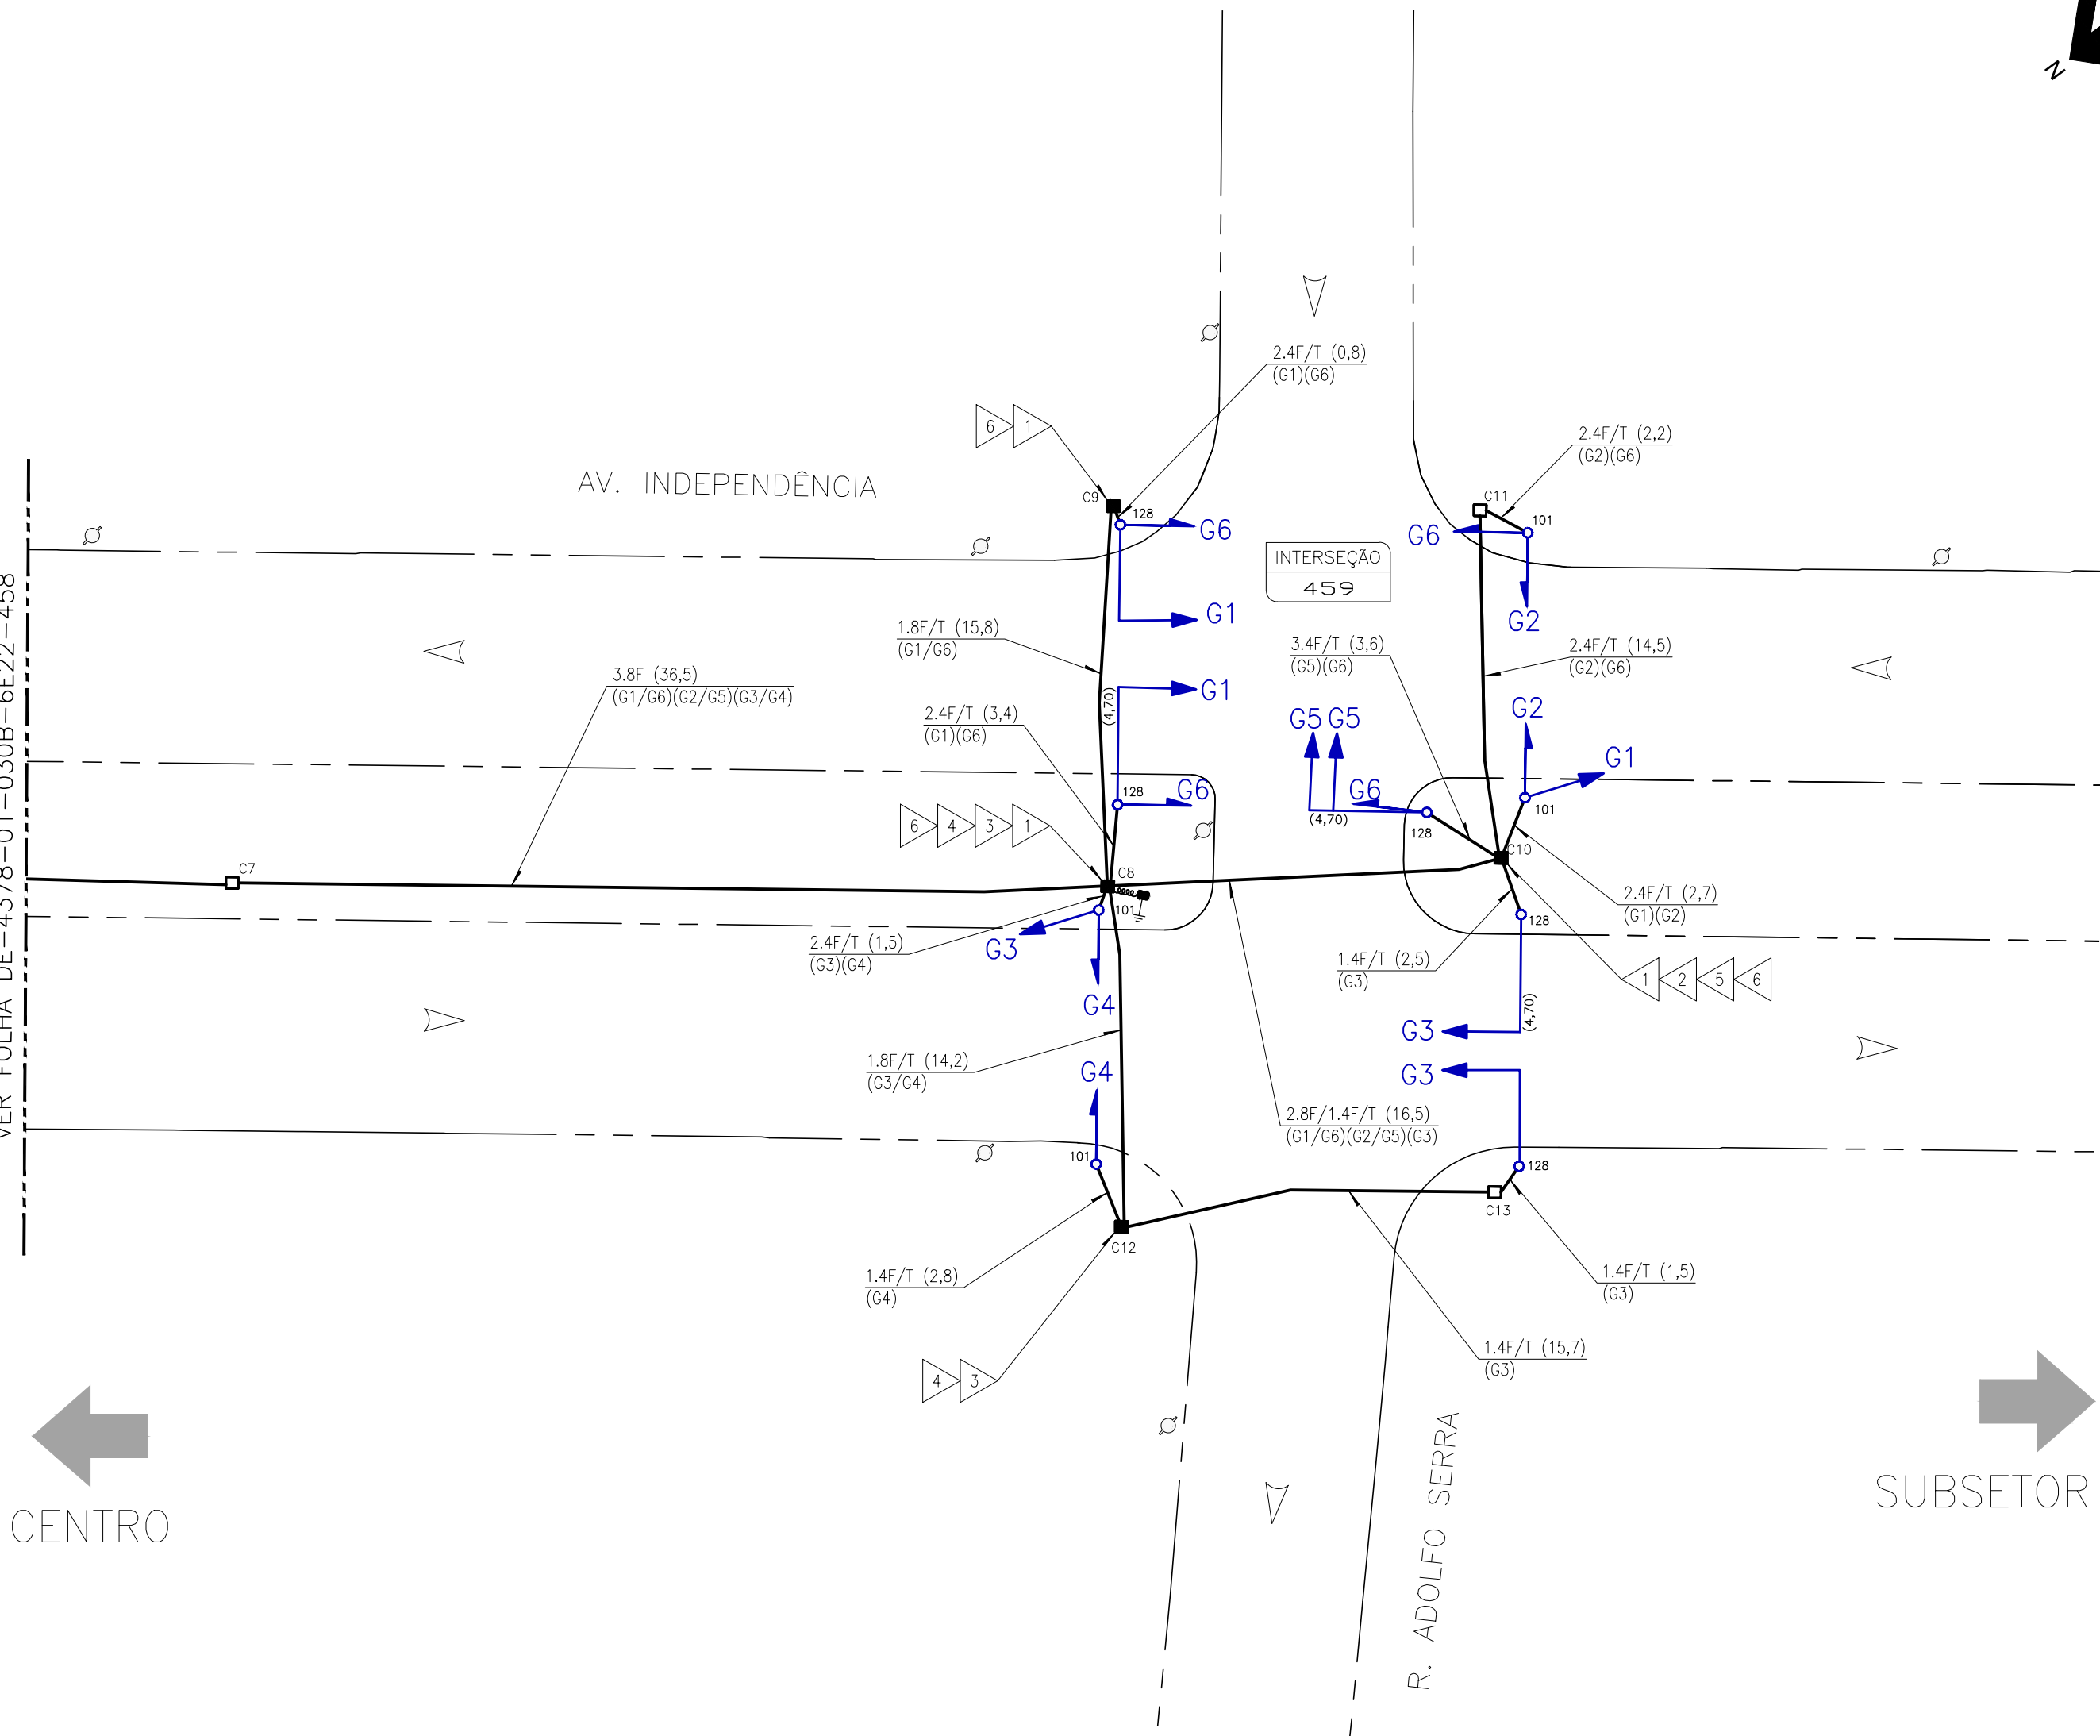 N
2.4F/T (0,8)
(G1)(G6)
6 1
2.4F/T (2,2)
(G2)(G6)
AV. INDEPENDÊNCIA
C9
128
G6
C11
101
G6
INTERSEÇÃO
459
G1
G2
1.8F/T (15,8)
(G1/G6)
3.4F/T (3,6)
(G5)(G6)
2.4F/T (14,5)
(G2)(G6)
3.8F (36,5)
(G1/G6)(G2/G5)(G3/G4)
(4,70)
G1
2.4F/T (3,4)
(G1)(G6)
G5 G5
G2
G1
VER FOLHA DE-4378-01-030B-6E22-458
128
G6
G6
(4,70)
128
101
6 4 3 1
C7
C8
C10
101
2.4F/T (2,7)
(G1)(G2)
128
2.4F/T (1,5)
(G3)(G4)
G3
1.4F/T (2,5)
(G3)
1 2 5 6
G4
(4,70)
G3
1.8F/T (14,2)
(G3/G4)
G4
G3
2.8F/1.4F/T (16,5)
(G1/G6)(G2/G5)(G3)
101
128
C13
C12
1.4F/T (2,8)
(G4)
1.4F/T (1,5)
(G3)
1.4F/T (15,7)
(G3)
4 3
R. ADOLFO SERRA
CENTRO
SUBSETOR